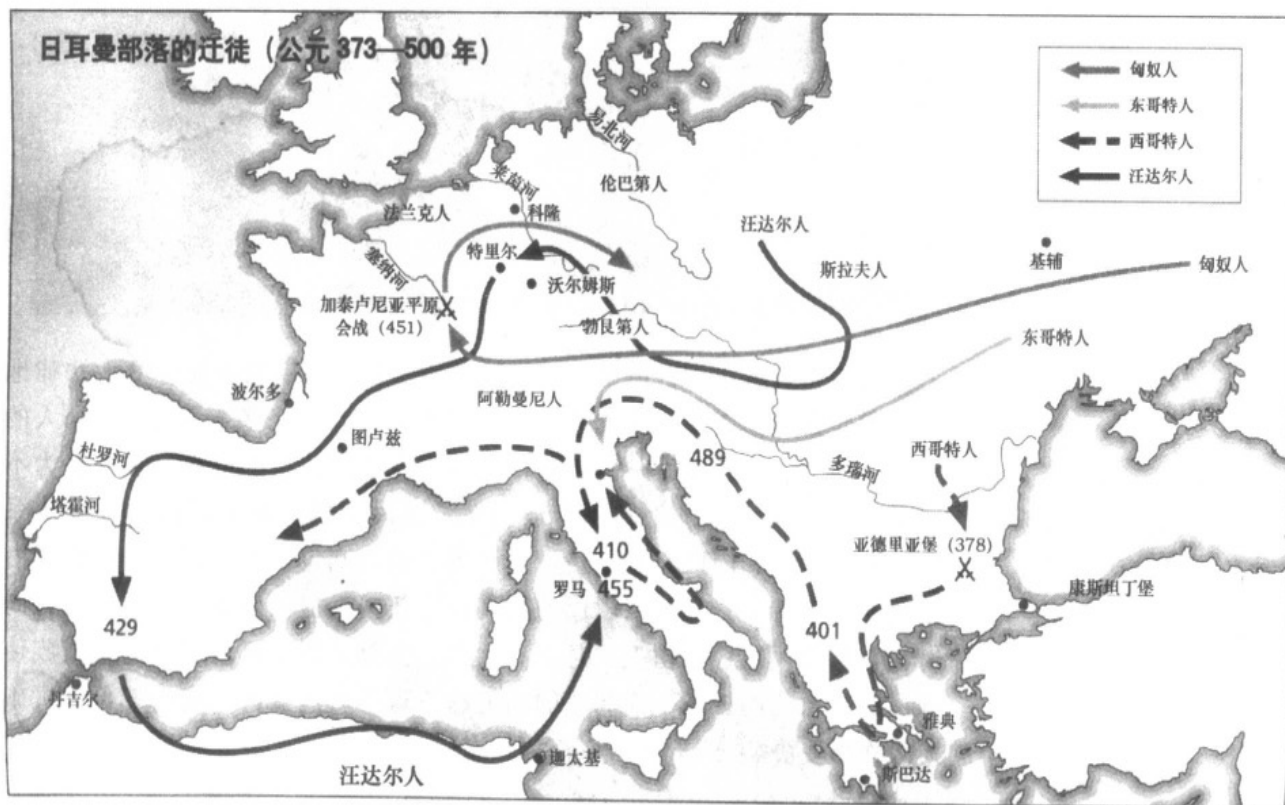 日耳曼部落的迁徙（公元 373—500 年）
匈奴人
东哥特人
西哥特人
汪达尔人
易北河
莱茵河
伦巴第人
法兰克人
科隆
汪达尔人
塞纳河
特里尔
斯拉夫人
基辅
匈奴人
沃尔姆斯
加泰卢尼亚平原
会战（451）
勃艮第人
东哥特人
波尔多
阿勒曼尼人
图卢兹
杜罗河
489
多瑙河
西哥特人
塔霍河
410
亚德里亚堡（378）
罗马
455
康斯坦丁堡
429
401
丹吉尔
雅典
迦太基
汪达尔人
斯巴达